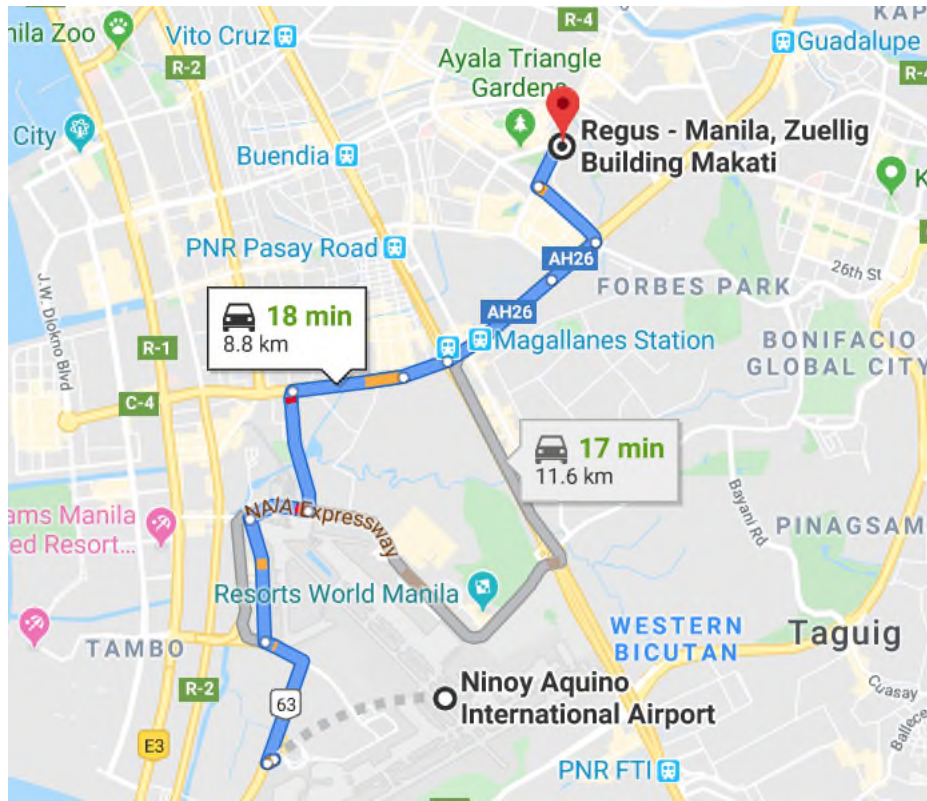 R-4
KAP
nila Zoo
Vito Cruz
Guadalupe
R-2
Ayala Triangle
Gardens
R-4
City
Regus - Manila, Zuellig
Building Makati
Buendia
K
PNR Pasay Road
AH26
26th St
FORBES PARK
J.W. Diokno Blvd
18 min
8.8 km
AH26
Magallanes Station
R-1
BONIFACIO
GLOBAL CITY
C-4
17 min
11.6 km
Bayani Rd
NAIA Expressway
ams Manila
ed Resort...
PINAGSAM
Resorts World Manila
WESTERN
BICUTAN
Taguig
TAMBO
R-2
63
Ninoy Aquino
International Airport
Cuasay
Ballece
E3
PNR FTI